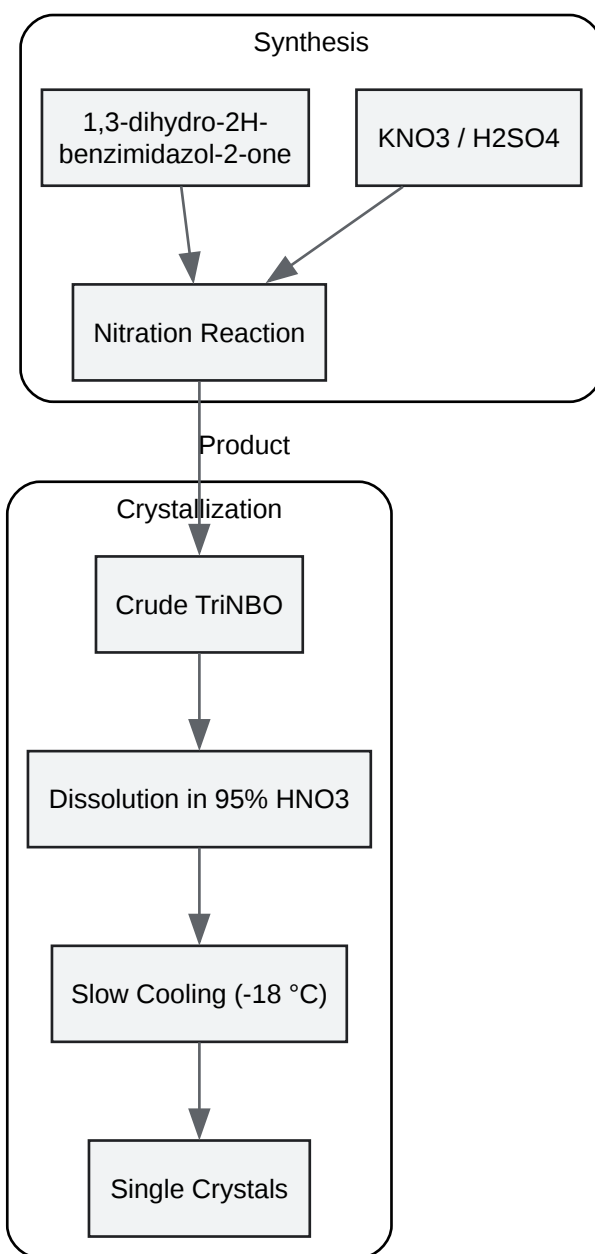 Synthesis
1,3-dihydro-2H-
benzimidazol-2-one
KNO3 / H2SO4
Nitration Reaction
Product
Crystallization
Crude TriNBO
Dissolution in 95% HNO3
Slow Cooling (-18 °C)
Single Crystals